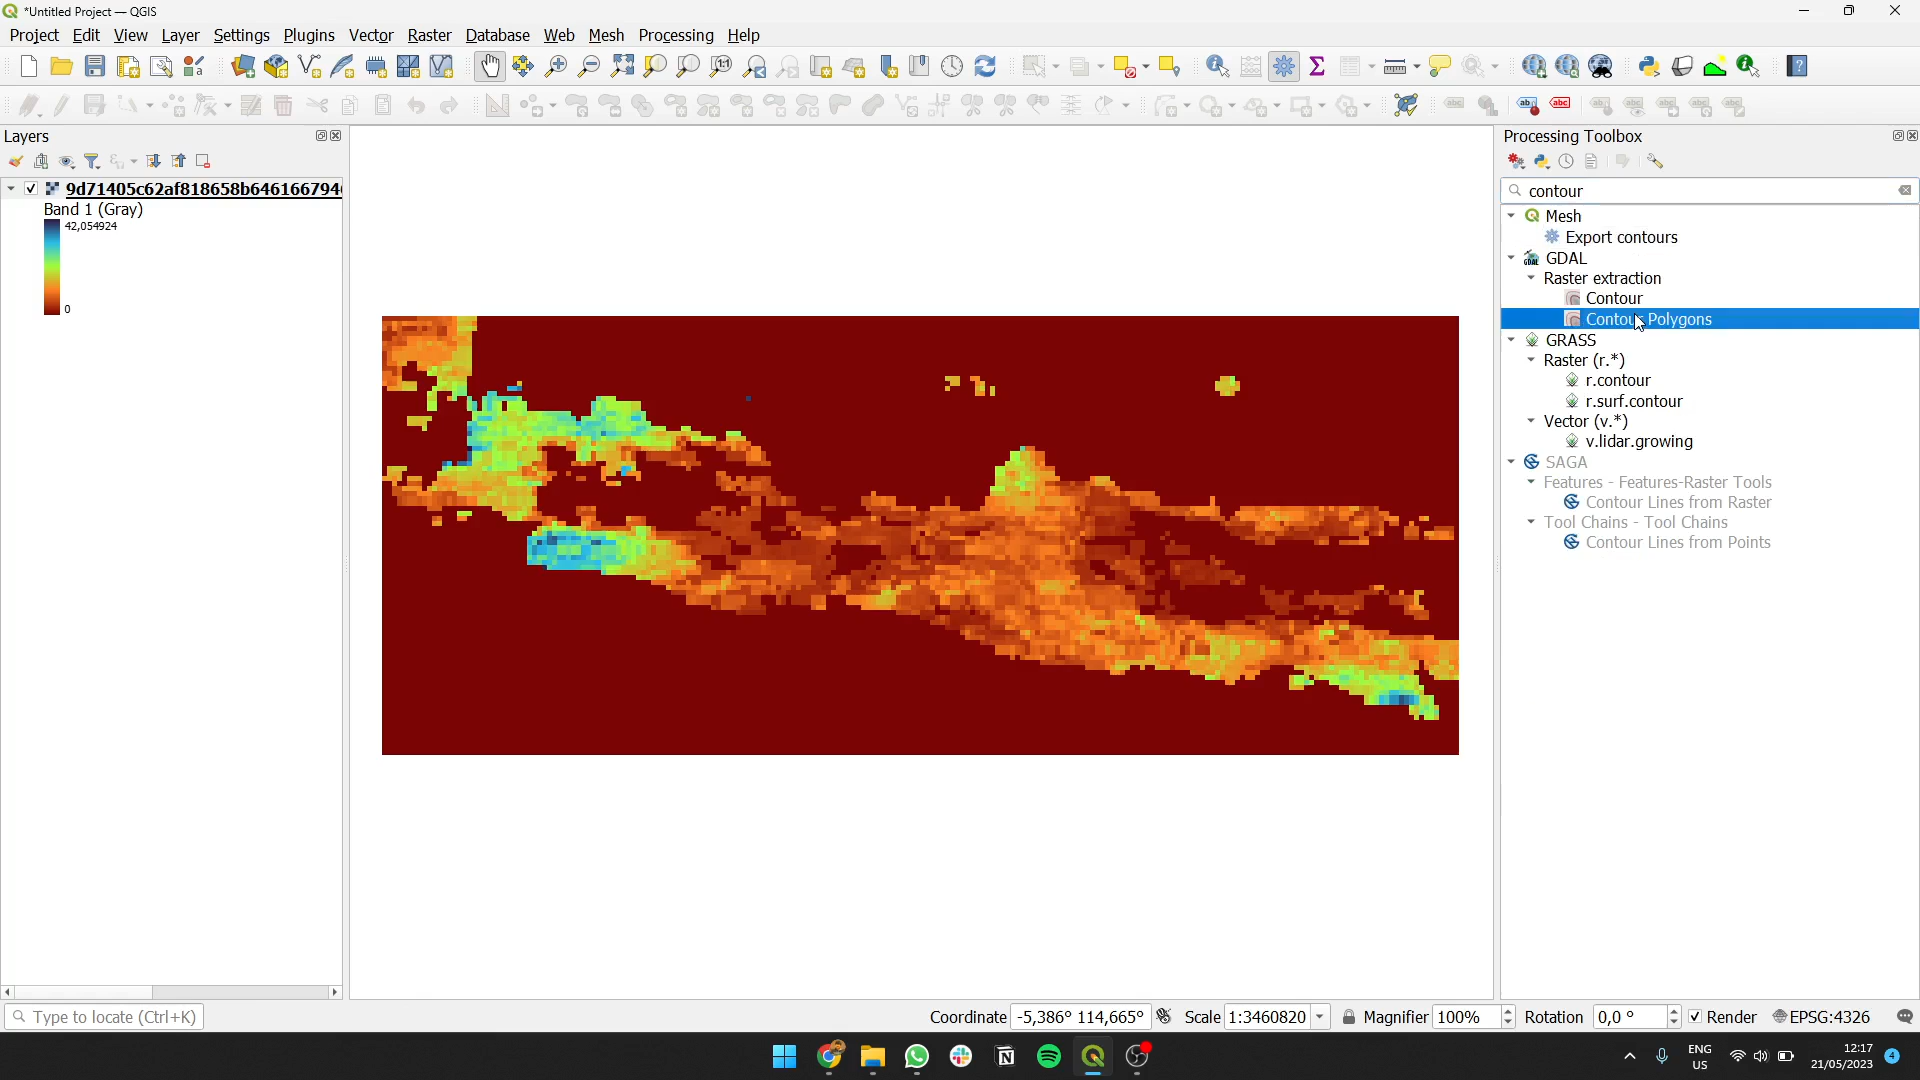 *Untitled Project — QGIS
Project Edit View Layer Settings Plugins Vector Raster Database Web Mesh Processing Help
Layers
9d71405c62af818658b6461667946
Band 1 (Gray)
42,054924
0
Processing Toolbox
contour
Mesh
Export contours
GDAL
Raster extraction
Contour
Contour Polygons
GRASS
Raster (r.*)
r.contour
r.surf.contour
Vector (v.*)
v.lidar.growing
SAGA
Features - Features-Raster Tools
Contour Lines from Raster
Tool Chains - Tool Chains
Contour Lines from Points
Type to locate (Ctrl+K)
Coordinate -5,386° 114,665° Scale 1:3460820 Magnifier 100% Rotation 0,0 ° Render EPSG:4326
ENG
US
12:17
21/05/2023
4